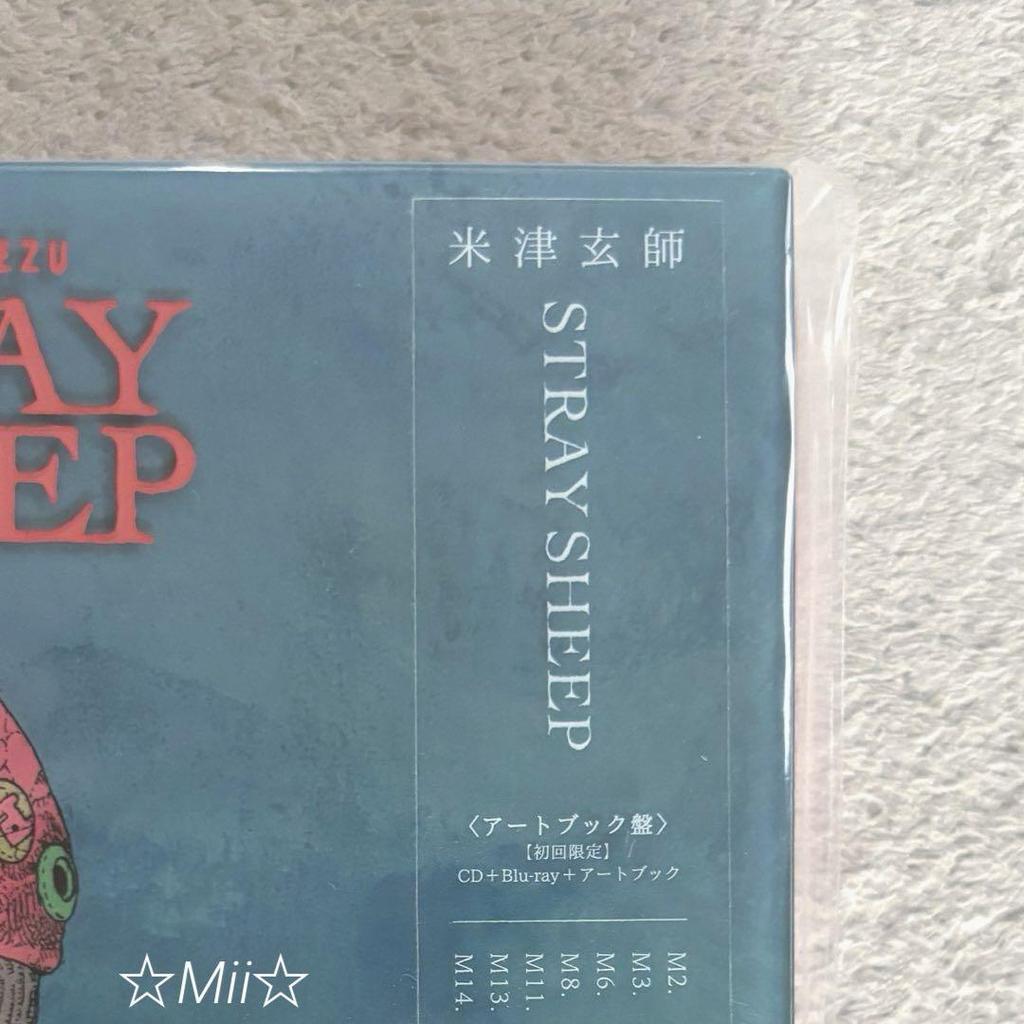 EZU
AY
EP
米津玄師
STRAY SHEEP
〈アートブック盤〉
【初回限定】
CD+Blu-ray+アートブック
M2.
M3.
M6.
M8.
M11.
M13.
M14.
☆Mii☆